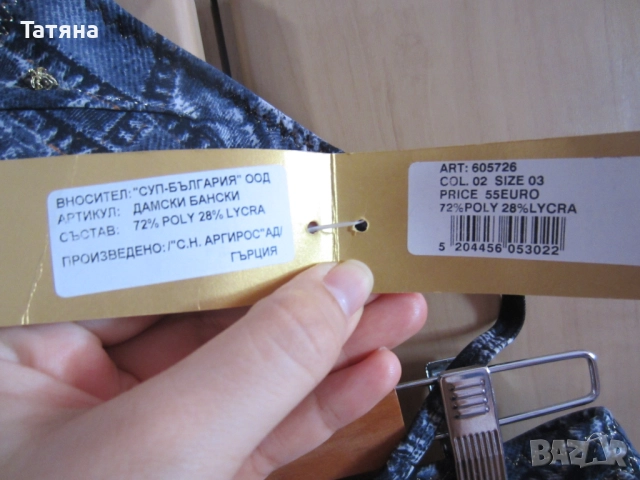 Татяна
ВНОСИТЕЛ: "СУП-БЪЛГАРИЯ" ООД
АРТИКУЛ: ДАМСКИ БАНСКИ
СЪСТАВ: 72% POLY 28% LYCRA
ПРОИЗВЕДЕНО: /"С.Н. АРГИРОС"АД/
ГЪРЦИЯ
ART: 605726
COL. 02 SIZE 03
PRICE 55EURO
72%POLY 28%LYCRA
5 204456 053022
BAZAR